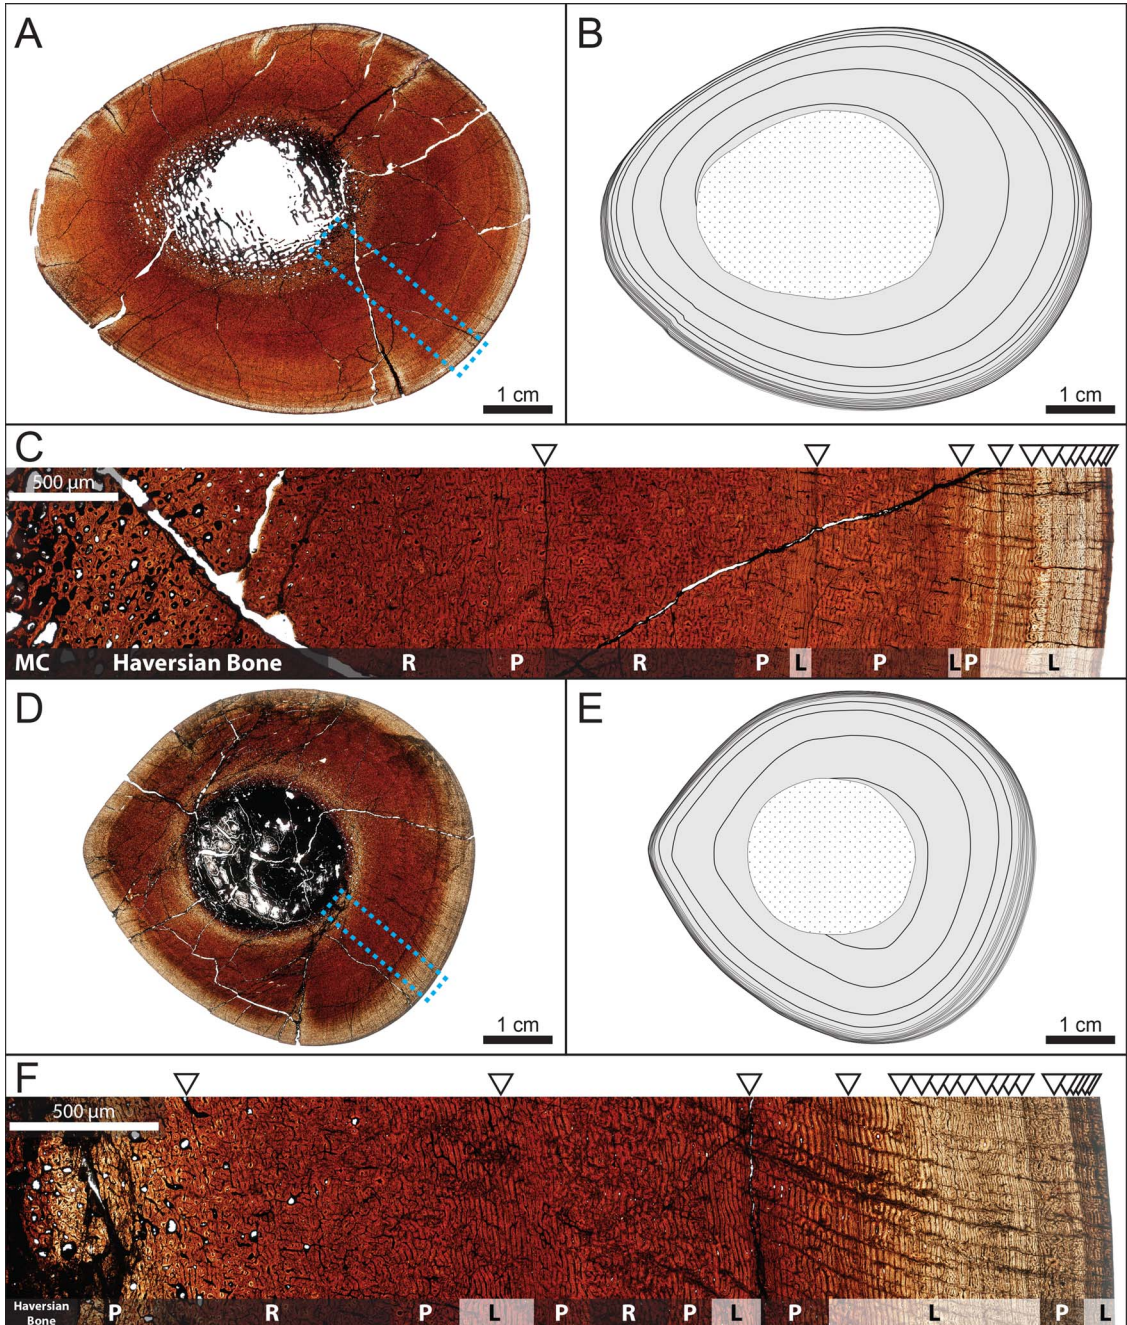 A
B
1 cm
1 cm
C
500 µm
MC Haversian Bone R P R P L P L P L
D
E
1 cm
1 cm
F
500 µm
Haversian
Bone
P R P L P R P L P L P L